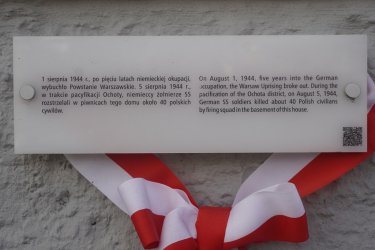 1 sierpnia 1944 r., po pięciu latach niemieckiej okupacji,
wybuchło Powstanie Warszawskie. 5 sierpnia 1944 r.,
w trakcie pacyfikacji Ochoty, niemieccy żołnierze SS
rozstrzelali w piwnicach tego domu około 40 polskich
cywilów.
On August 1, 1944, five years into the German
occupation, the Warsaw Uprising broke out. During the
pacification of the Ochota district, on August 5, 1944,
German SS soldiers killed about 40 Polish civilians
by firing squad in the basement of this house.